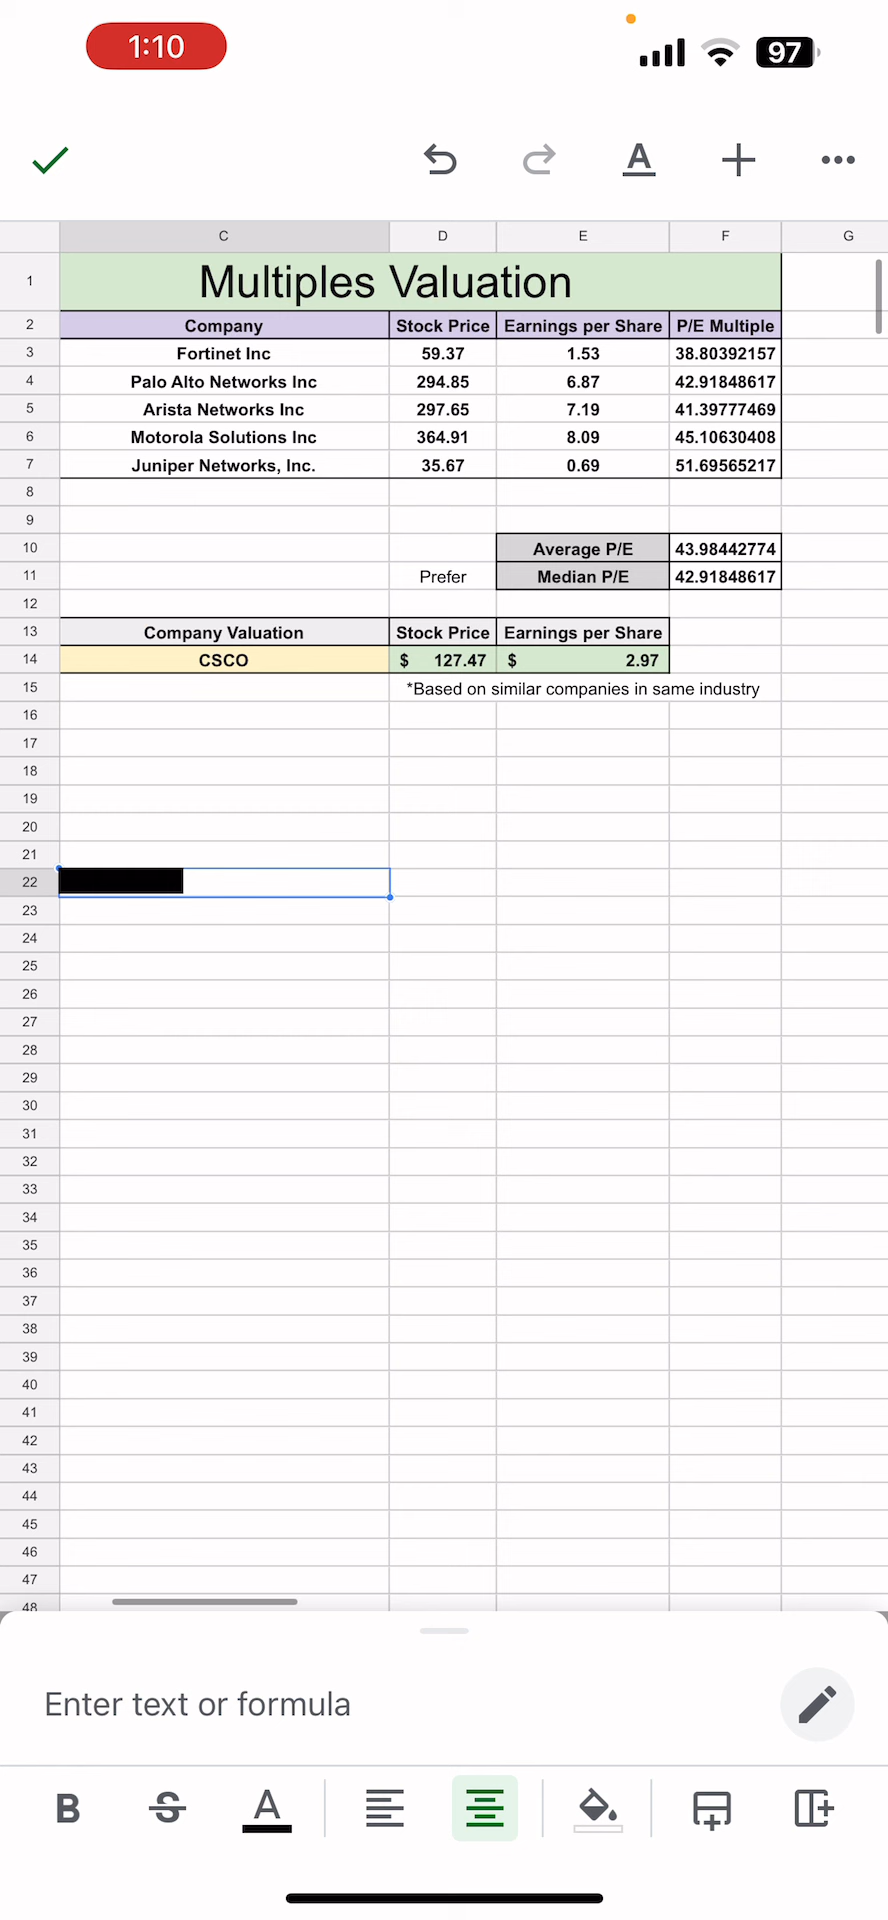 1:10
97
A
C D E F G
1 Multiples Valuation
2 Company Stock Price Earnings per Share P/E Multiple
3 Fortinet Inc 59.37 1.53 38.80392157
4 Palo Alto Networks Inc 294.85 6.87 42.91848617
5 Arista Networks Inc 297.65 7.19 41.39777469
6 Motorola Solutions Inc 364.91 8.09 45.10630408
7 Juniper Networks, Inc. 35.67 0.69 51.69565217
8
9
10 Average P/E 43.98442774
11 Prefer Median P/E 42.91848617
12
13 Company Valuation Stock Price Earnings per Share
14 CSCO $ 127.47 $ 2.97
15 *Based on similar companies in same industry
16
17
18
19
20
21
22
23
24
25
26
27
28
29
30
31
32
33
34
35
36
37
38
39
40
41
42
43
44
45
46
47
48
Enter text or formula
B S A